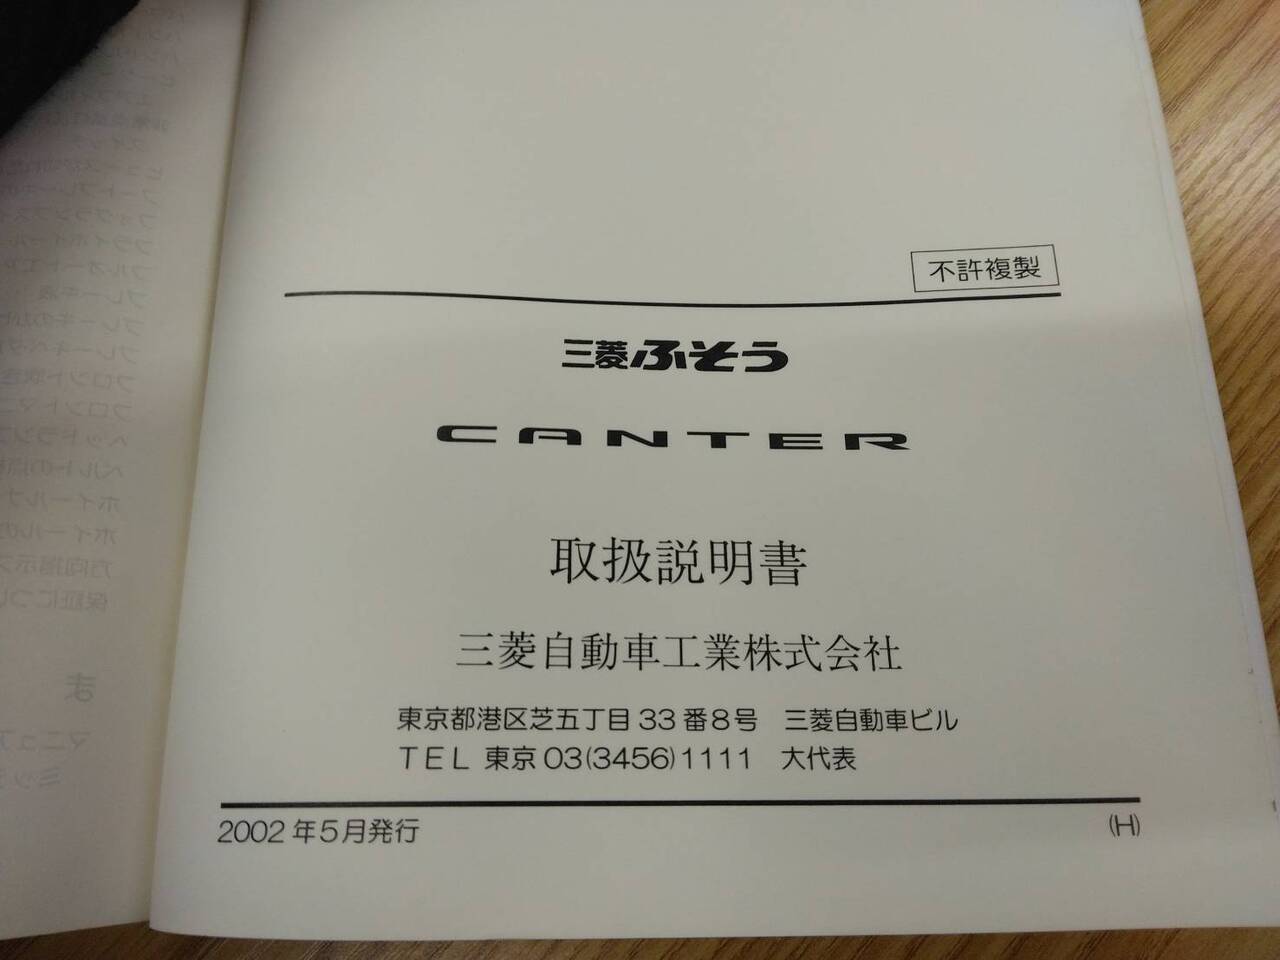 不許複製
三菱ふそう
CANTER
取扱説明書
三菱自動車工業株式会社
東京都港区芝五丁目33番8号 三菱自動車ビル
TEL 東京03(3456)1111 大代表
2002年5月発行
(H)